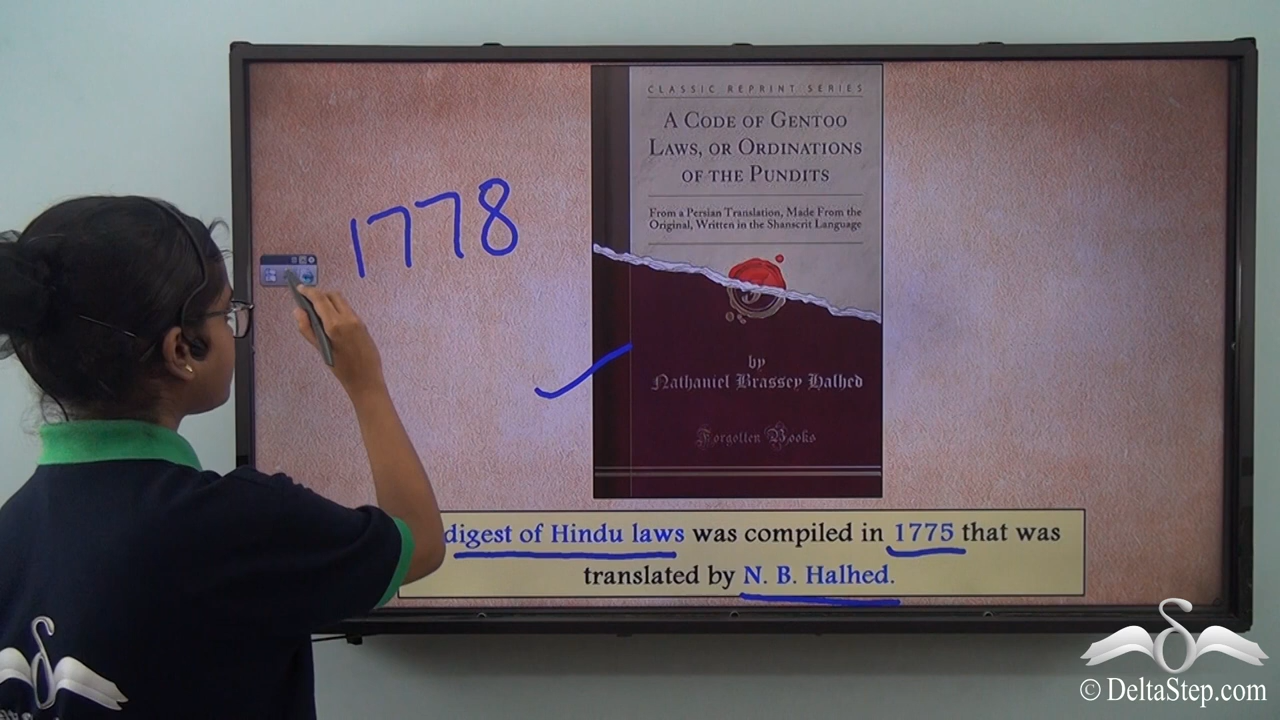 CLASSIC REPRINT SERIES
A CODE OF GENTOO
LAWS, OR ORDINATIONS
OF THE PUNDITS
From a Persian Translation, Made From the
Original, Written in the Shanscrit Language
by
Nathaniel Brassey Halhed
Forgotten Books
1778
digest of Hindu laws was compiled in 1775 that was
translated by N. B. Halhed.
© DeltaStep.com